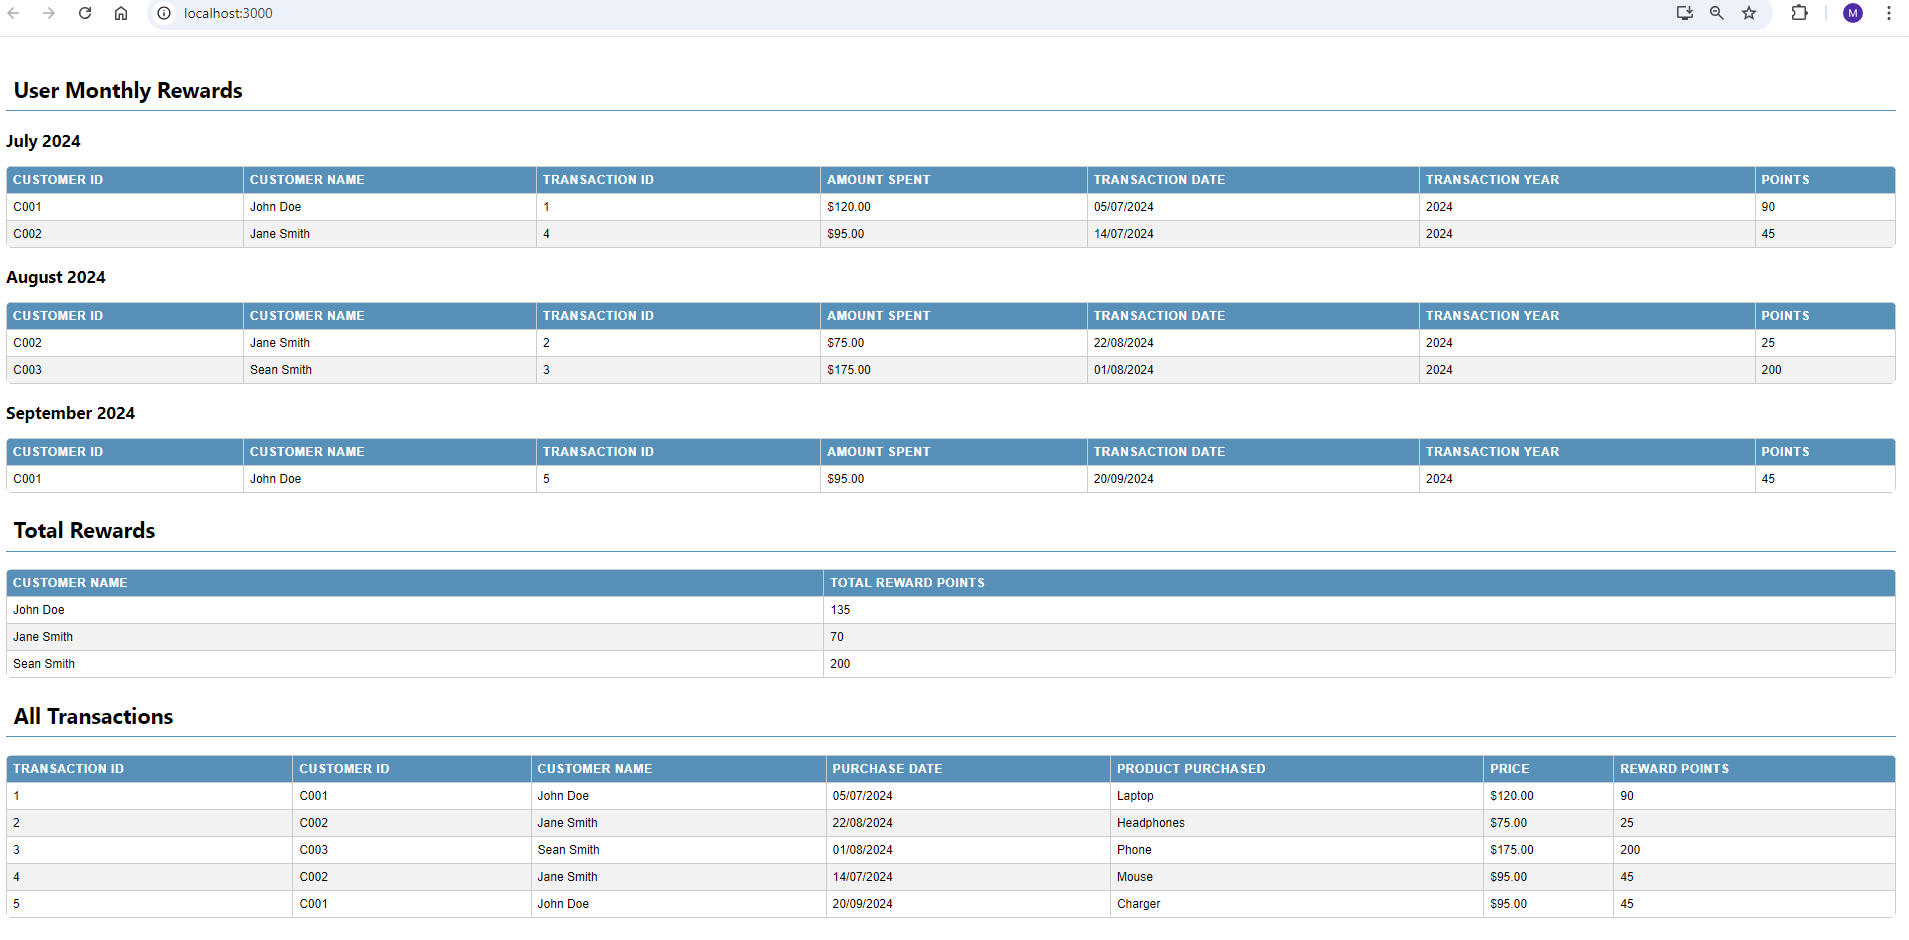 localhost:3000
M
User Monthly Rewards
July 2024
CUSTOMER ID CUSTOMER NAME TRANSACTION ID AMOUNT SPENT TRANSACTION DATE TRANSACTION YEAR POINTS
C001 John Doe 1 $120.00 05/07/2024 2024 90
C002 Jane Smith 4 $95.00 14/07/2024 2024 45
August 2024
CUSTOMER ID CUSTOMER NAME TRANSACTION ID AMOUNT SPENT TRANSACTION DATE TRANSACTION YEAR POINTS
C002 Jane Smith 2 $75.00 22/08/2024 2024 25
C003 Sean Smith 3 $175.00 01/08/2024 2024 200
September 2024
CUSTOMER ID CUSTOMER NAME TRANSACTION ID AMOUNT SPENT TRANSACTION DATE TRANSACTION YEAR POINTS
C001 John Doe 5 $95.00 20/09/2024 2024 45
Total Rewards
CUSTOMER NAME TOTAL REWARD POINTS
John Doe 135
Jane Smith 70
Sean Smith 200
All Transactions
TRANSACTION ID CUSTOMER ID CUSTOMER NAME PURCHASE DATE PRODUCT PURCHASED PRICE REWARD POINTS
1 C001 John Doe 05/07/2024 Laptop $120.00 90
2 C002 Jane Smith 22/08/2024 Headphones $75.00 25
3 C003 Sean Smith 01/08/2024 Phone $175.00 200
4 C002 Jane Smith 14/07/2024 Mouse $95.00 45
5 C001 John Doe 20/09/2024 Charger $95.00 45